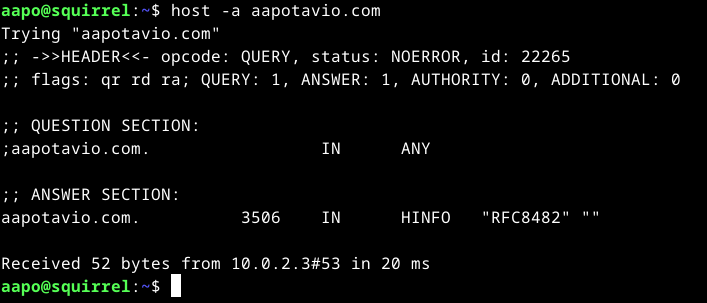 aapo@squirrel:~$ host -a aapotavio.com
Trying "aapotavio.com"
;; ->>HEADER<<- opcode: QUERY, status: NOERROR, id: 22265
;; flags: qr rd ra; QUERY: 1, ANSWER: 1, AUTHORITY: 0, ADDITIONAL: 0

;; QUESTION SECTION:
;aapotavio.com. IN ANY

;; ANSWER SECTION:
aapotavio.com. 3506 IN HINFO "RFC8482" ""

Received 52 bytes from 10.0.2.3#53 in 20 ms
aapo@squirrel:~$